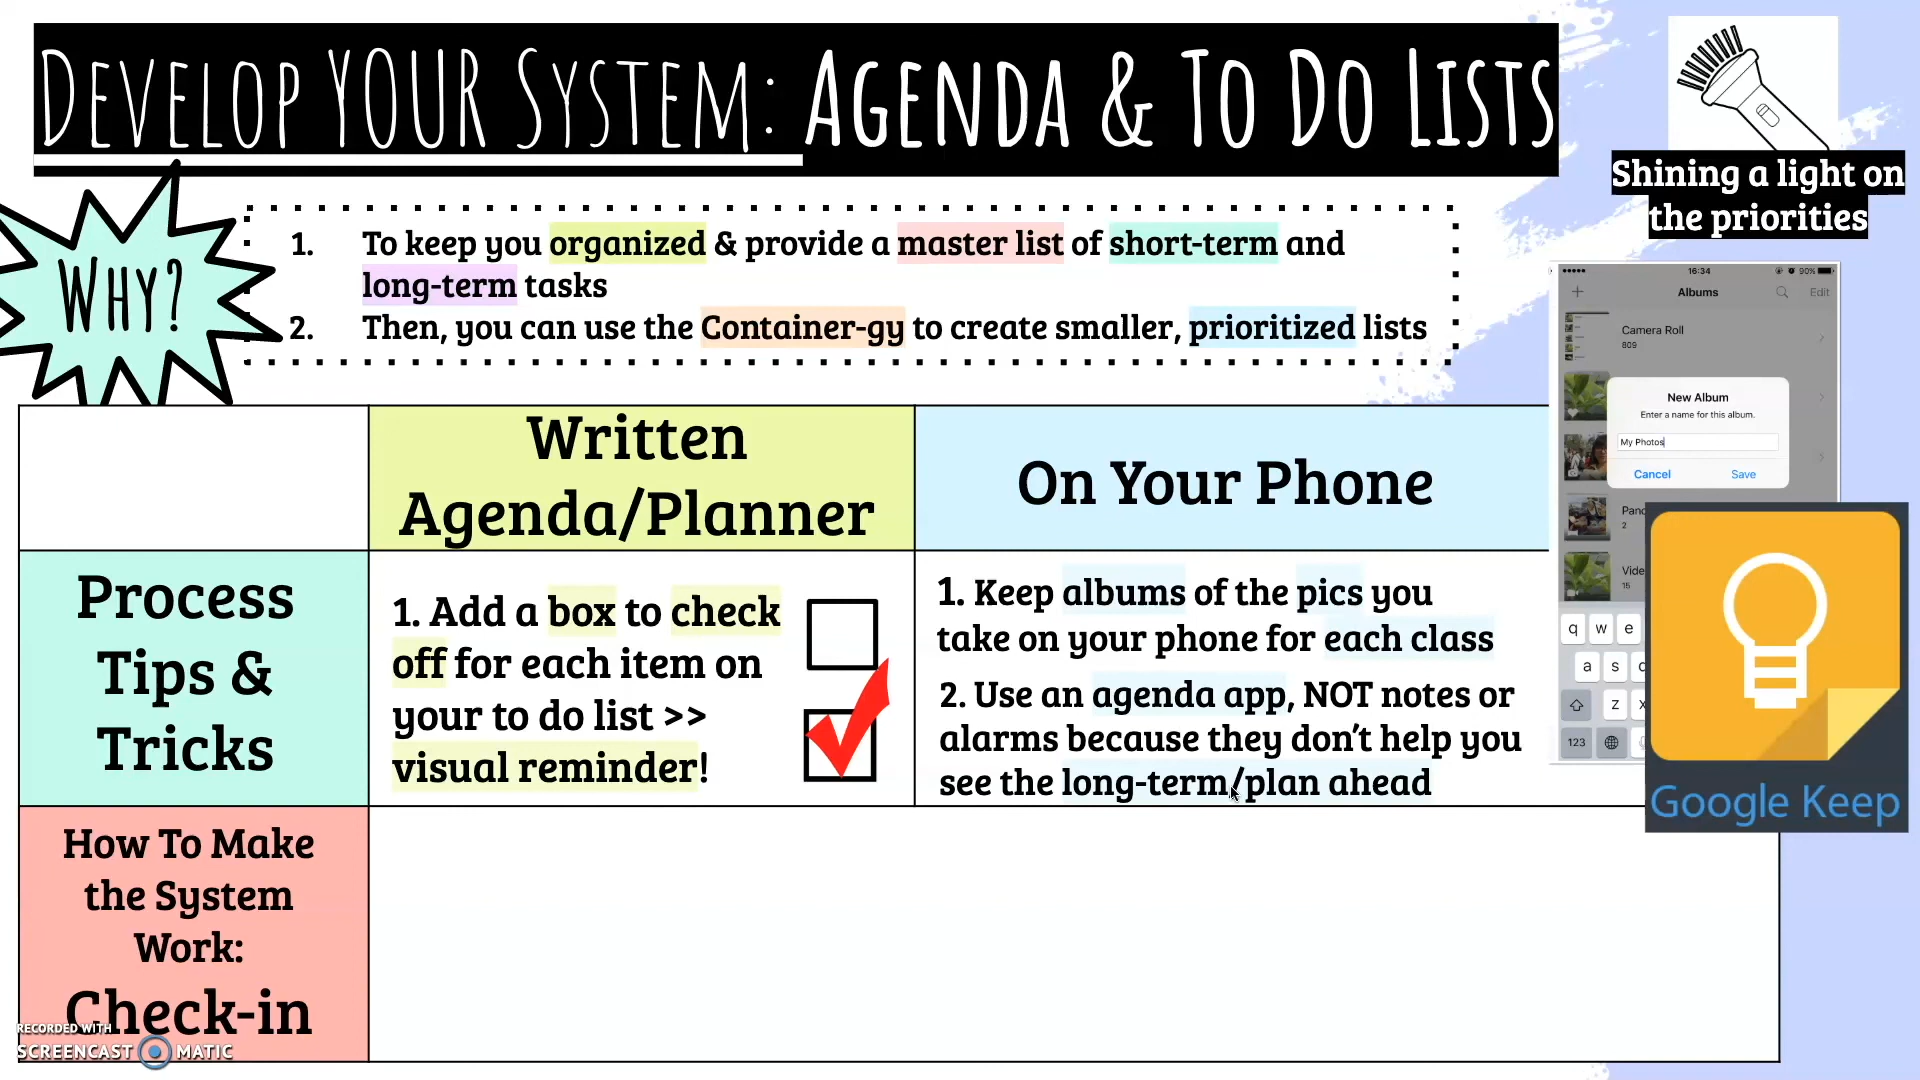 Develop YOUR System: Agenda & To Do Lists
Shining a light on
the priorities
Why?
1. To keep you organized & provide a master list of short-term and
long-term tasks
2. Then, you can use the Container-gy to create smaller, prioritized lists
16:34
90%
Albums
Edit
Camera Roll
809
New Album
Enter a name for this album.
My Photos
Cancel
Save
2
15
q w e
a s
z
123
Google Keep
Written
Agenda/Planner
On Your Phone
Process
Tips &
Tricks
1. Add a box to check
off for each item on
your to do list >>
visual reminder!
1. Keep albums of the pics you
take on your phone for each class
2. Use an agenda app, NOT notes or
alarms because they don't help you
see the long-term/plan ahead
How To Make
the System
Work:
Check-in
RECORDED WITH
SCREENCAST MATIC